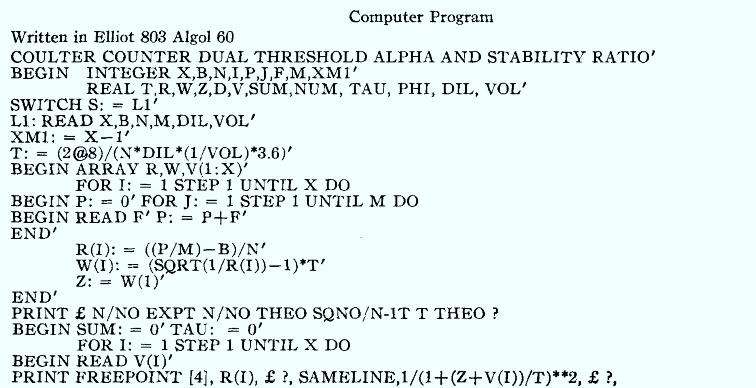 Computer Program
Written in Elliot 803 Algol 60
COULTER COUNTER DUAL THRESHOLD ALPHA AND STABILITY RATIO'
BEGIN INTEGER X,B,N,I,P,J,F,M,XM1'
REAL T,R,W,Z,D,V,SUM,NUM, TAU, PHI, DIL, VOL'
SWITCH S: = L1'
L1: READ X,B,N,M,DIL,VOL'
XM1: = X−1'
T: = (2@8)/(N*DIL*(1/VOL)*3.6)'
BEGIN ARRAY R,W,V(1:X)'
FOR I: = 1 STEP 1 UNTIL X DO
BEGIN P: = 0' FOR J: = 1 STEP 1 UNTIL M DO
BEGIN READ F' P: = P+F'
END'
R(I): = ((P/M)−B)/N'
W(I): = (SQRT(1/R(I))−1)*T'
Z: = W(1)'
END'
PRINT £ N/NO EXPT N/NO THEO SQNO/N-1T T THEO ?
BEGIN SUM: = 0' TAU: = 0'
FOR I: = 1 STEP 1 UNTIL X DO
BEGIN READ V(I)'
PRINT FREEPOINT [4], R(I), £ ?, SAMELINE,1/(1+(Z+V(I))/T)**2, £ ?,